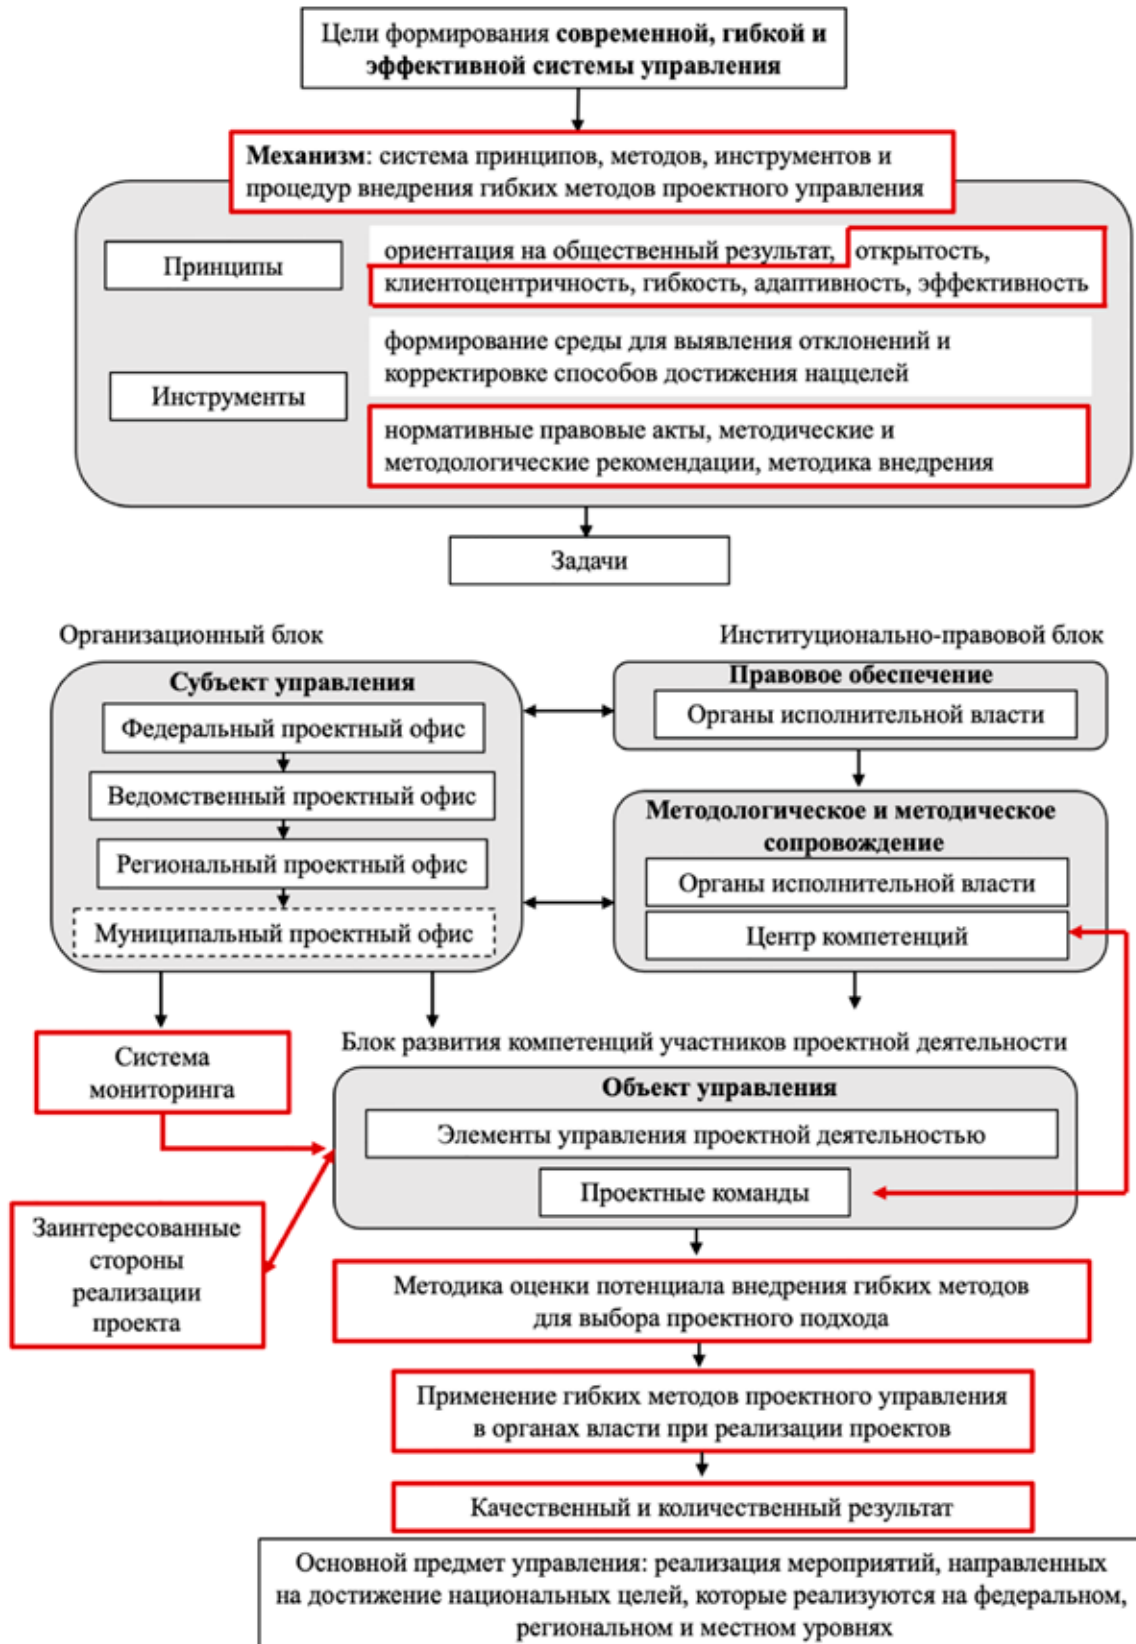 Цели формирования современной, гибкой и
эффективной системы управления
Механизм: система принципов, методов, инструментов и
процедур внедрения гибких методов проектного управления
Принципы
ориентация на общественный результат, открытость,
клиентоцентричность, гибкость, адаптивность, эффективность
Инструменты
формирование среды для выявления отклонений и
корректировке способов достижения наццелей
нормативные правовые акты, методические и
методологические рекомендации, методика внедрения
Задачи
Организационный блок
Субъект управления
Федеральный проектный офис
Ведомственный проектный офис
Региональный проектный офис
Муниципальный проектный офис
Институционально-правовой блок
Правовое обеспечение
Органы исполнительной власти
Методологическое и методическое
сопровождение
Органы исполнительной власти
Центр компетенций
Система
мониторинга
Заинтересованные
стороны
реализации
проекта
Блок развития компетенций участников проектной деятельности
Объект управления
Элементы управления проектной деятельностью
Проектные команды
Методика оценки потенциала внедрения гибких методов
для выбора проектного подхода
Применение гибких методов проектного управления
в органах власти при реализации проектов
Качественный и количественный результат
Основной предмет управления: реализация мероприятий, направленных
на достижение национальных целей, которые реализуются на федеральном,
региональном и местном уровнях